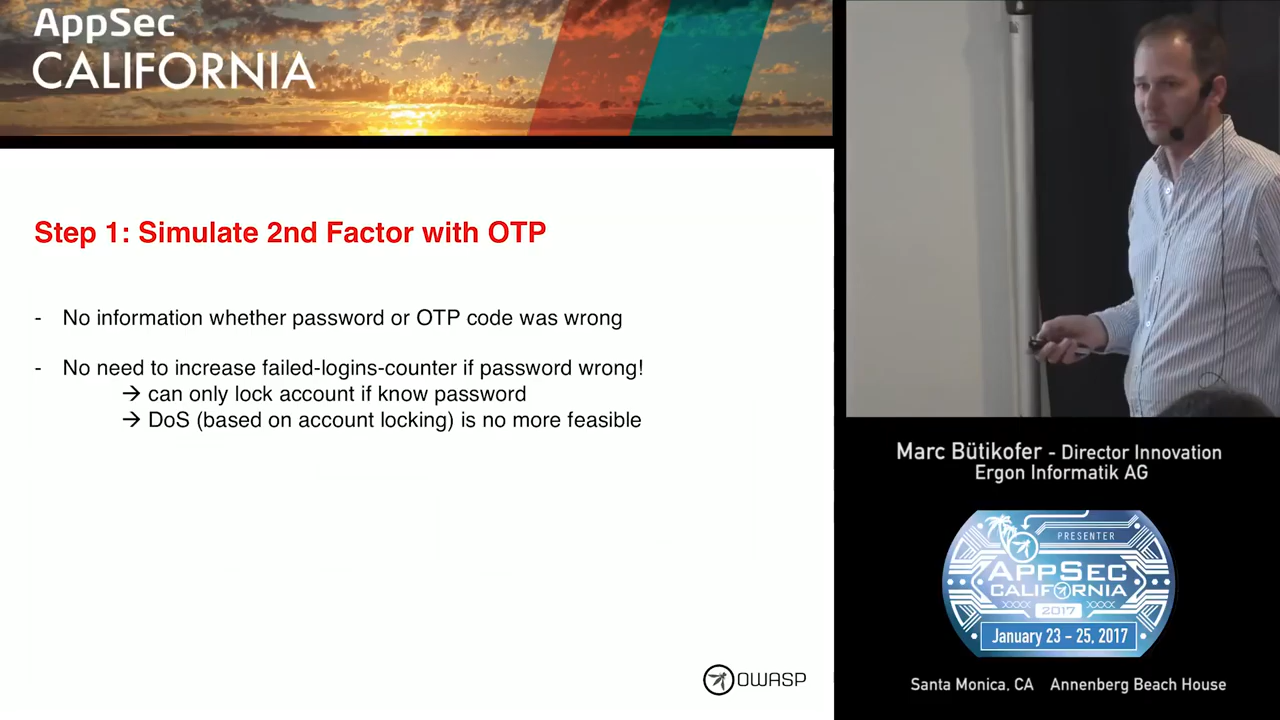 AppSec
CALIFORNIA
Step 1: Simulate 2nd Factor with OTP
- No information whether password or OTP code was wrong
- No need to increase failed-logins-counter if password wrong!
→ can only lock account if know password
→ DoS (based on account locking) is no more feasible
OWASP
Marc Bütikofer - Director Innovation
Ergon Informatik AG
PRESENTER
APPSEC
CALIFORNIA
2017
January 23 – 25, 2017
Santa Monica, CA Annenberg Beach House